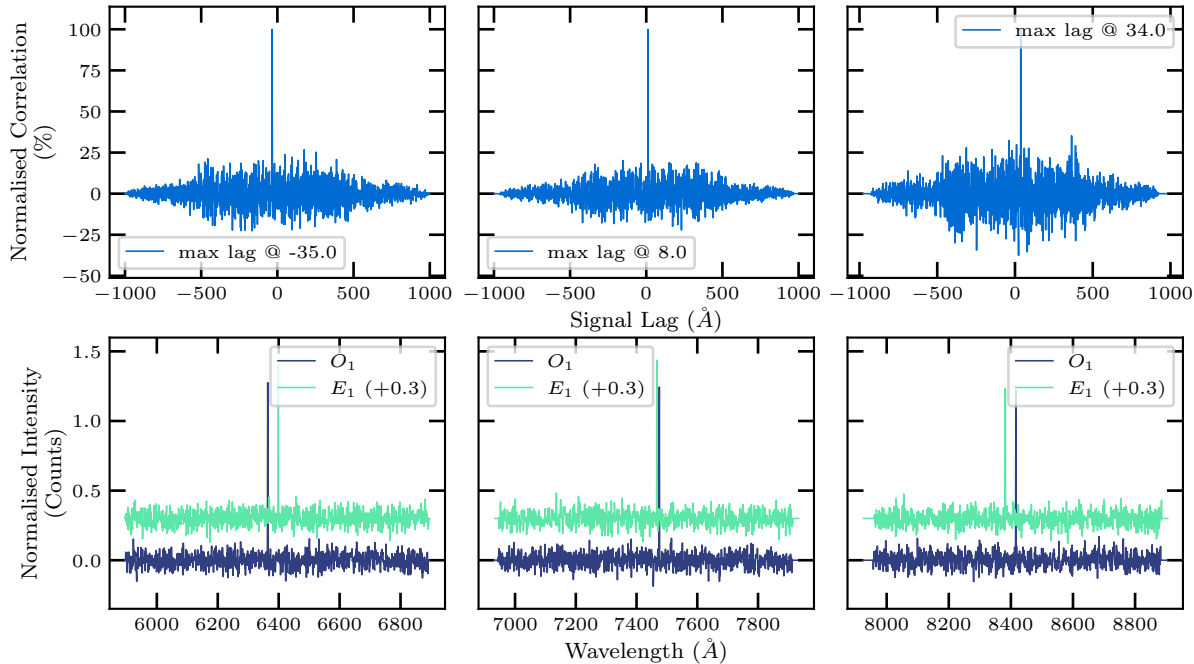 Normalised Correlation
(%)
100
75
50
25
0
−25
−50
max lag @ -35.0
max lag @ 8.0
max lag @ 34.0
−1000 −500 0 500 1000
−1000 −500 0 500 1000
−1000 −500 0 500 1000
Signal Lag (Å)
Normalised Intensity
(Counts)
1.5
1.0
0.5
0.0
O₁
E₁ (+0.3)
O₁
E₁ (+0.3)
O₁
E₁ (+0.3)
6000 6200 6400 6600 6800
7000 7200 7400 7600 7800
8000 8200 8400 8600 8800
Wavelength (Å)